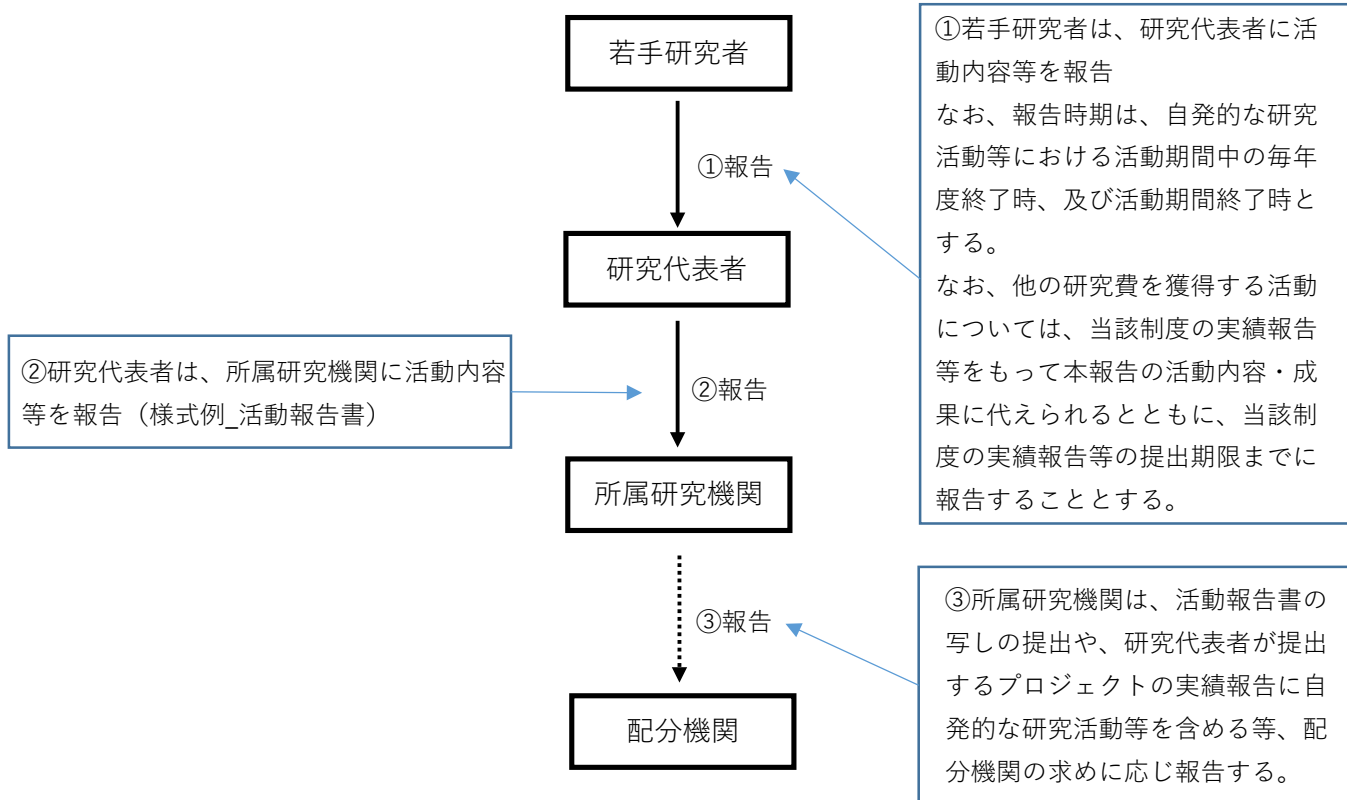 若手研究者
①若手研究者は、研究代表者に活
動内容等を報告
なお、報告時期は、自発的な研究
活動等における活動期間中の毎年
度終了時、及び活動期間終了時と
する。
なお、他の研究費を獲得する活動
については、当該制度の実績報告
等をもって本報告の活動内容・成
果に代えられるとともに、当該制
度の実績報告等の提出期限までに
報告することとする。
①報告
研究代表者
②研究代表者は、所属研究機関に活動内容
等を報告（様式例_活動報告書）
②報告
所属研究機関
③報告
③所属研究機関は、活動報告書の
写しの提出や、研究代表者が提出
するプロジェクトの実績報告に自
発的な研究活動等を含める等、配
分機関の求めに応じ報告する。
配分機関